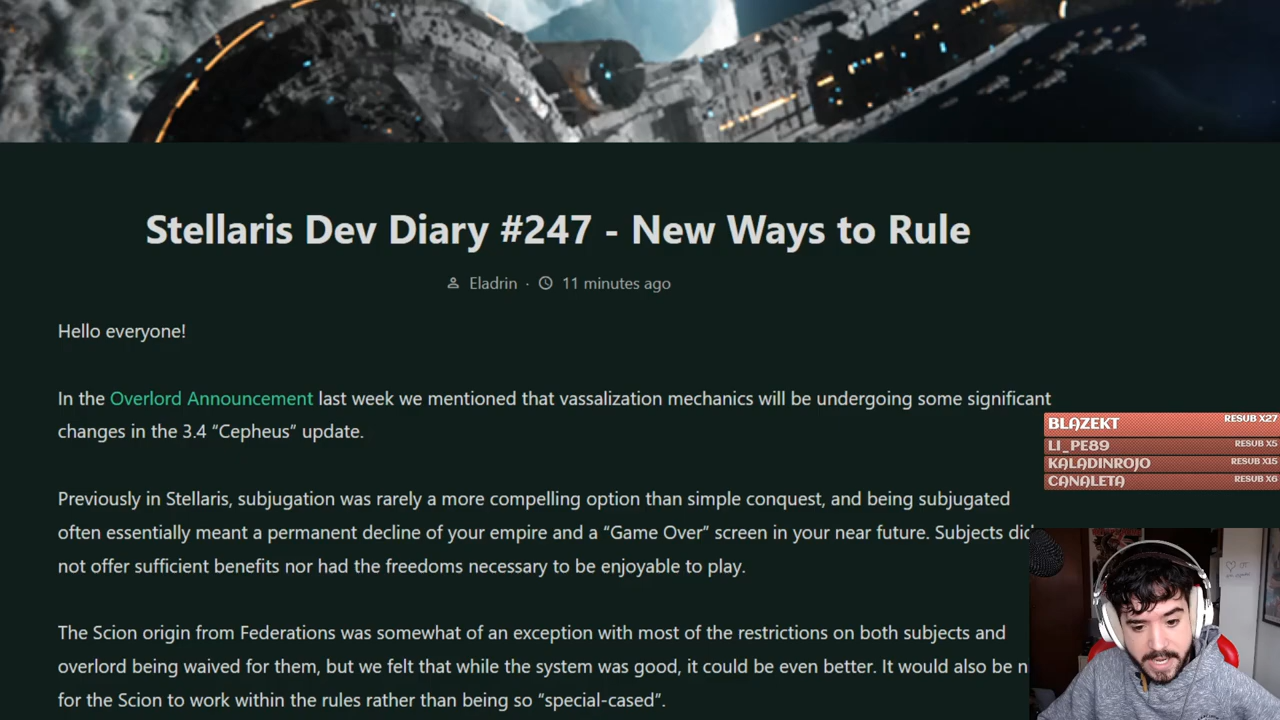 Stellaris Dev Diary #247 - New Ways to Rule
Eladrin · 11 minutes ago
Hello everyone!
In the Overlord Announcement last week we mentioned that vassalization mechanics will be undergoing some significant
changes in the 3.4 “Cepheus” update.
BLAZEKT RESUB X27
LI_PE89 RESUB X5
KALADINROJO RESUB X15
CANALETA RESUB X6
Previously in Stellaris, subjugation was rarely a more compelling option than simple conquest, and being subjugated
often essentially meant a permanent decline of your empire and a “Game Over” screen in your near future. Subjects did
not offer sufficient benefits nor had the freedoms necessary to be enjoyable to play.
The Scion origin from Federations was somewhat of an exception with most of the restrictions on both subjects and
overlord being waived for them, but we felt that while the system was good, it could be even better. It would also be
for the Scion to work within the rules rather than being so “special-cased”.